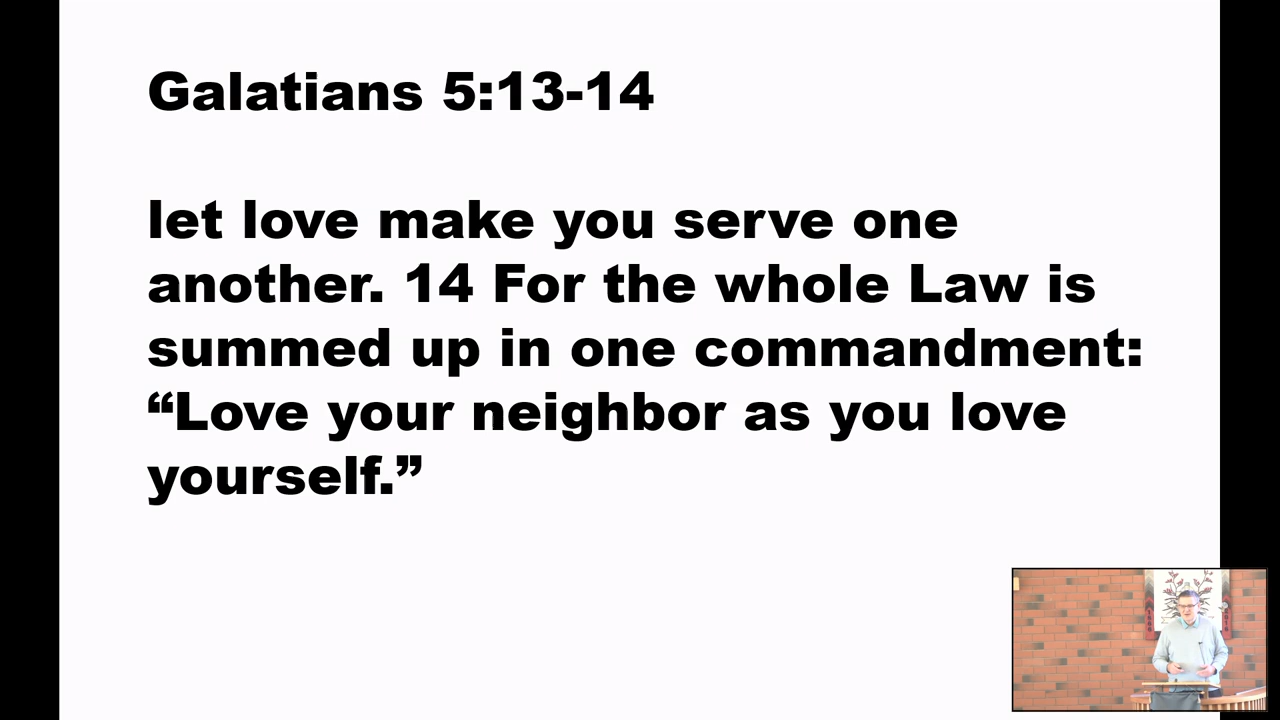 Galatians 5:13-14
let love make you serve one
another. 14 For the whole Law is
summed up in one commandment:
“Love your neighbor as you love
yourself.”